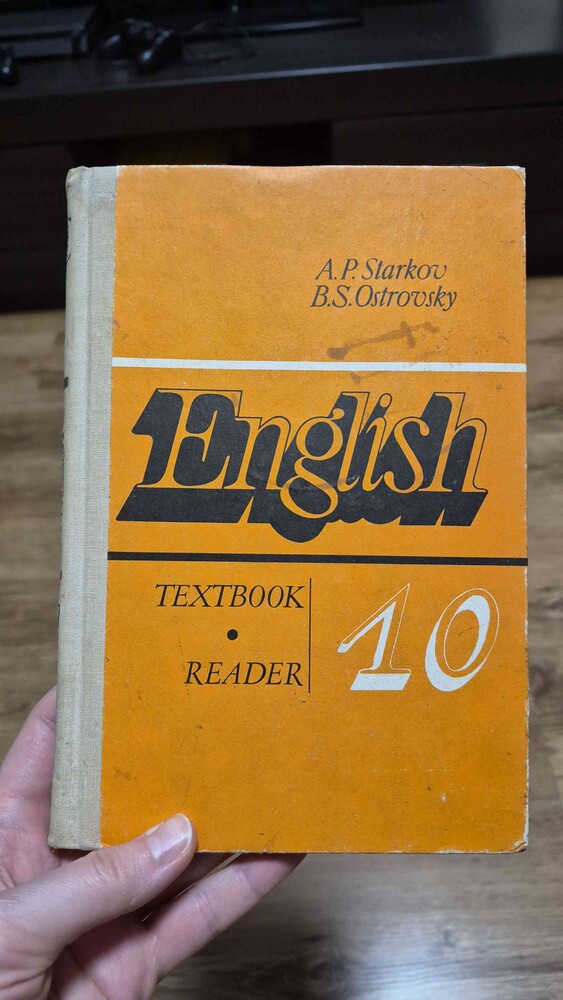 A.P. Starkov
B.S. Ostrovsky
English
TEXTBOOK
•
READER
10